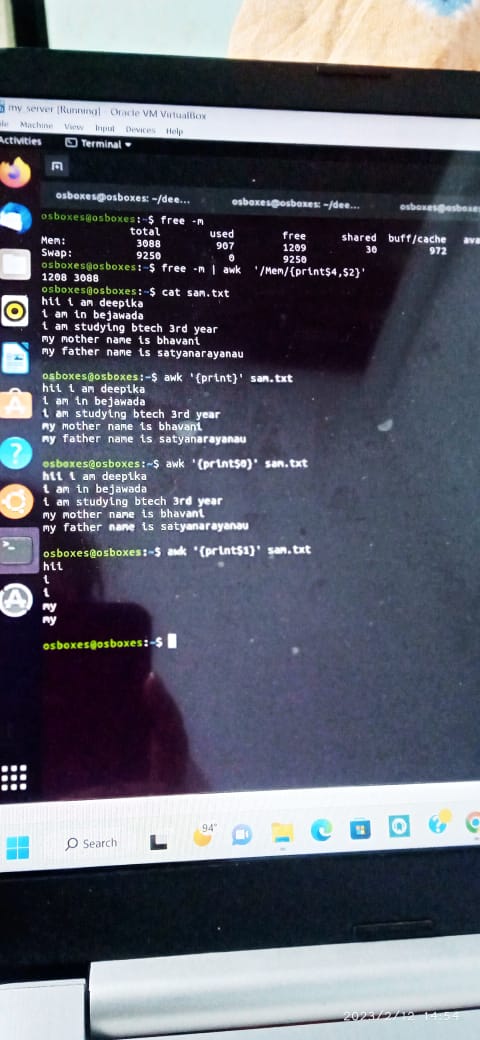 my server [Running] - Oracle VM VirtualBox
Machine View Input Devices Help
Activities Terminal
osboxes@osboxes: ~/dee... osboxes@osboxes: ~/dee... osboxes@osboxes
osboxes@osboxes:~$ free -m
total used free shared buff/cache ava
Mem: 3088 907 1209 30 972
Swap: 9250 0 9250
osboxes@osboxes:~$ free -m | awk '/Mem/{print$4,$2}'
1208 3088
osboxes@osboxes:~$ cat sam.txt
hii i am deepika
i am in bejawada
i am studying btech 3rd year
my mother name is bhavani
my father name is satyanarayanau
osboxes@osboxes:~$ awk '{print}' sam.txt
hii i am deepika
i am in bejawada
i am studying btech 3rd year
my mother name is bhavani
my father name is satyanarayanau
osboxes@osboxes:~$ awk '{print$0}' sam.txt
hii i am deepika
i am in bejawada
i am studying btech 3rd year
my mother name is bhavani
my father name is satyanarayanau
osboxes@osboxes:~$ awk '{print$1}' sam.txt
hii
i
i
my
my
osboxes@osboxes:~$
Search 94°
2023/2/12 14:54